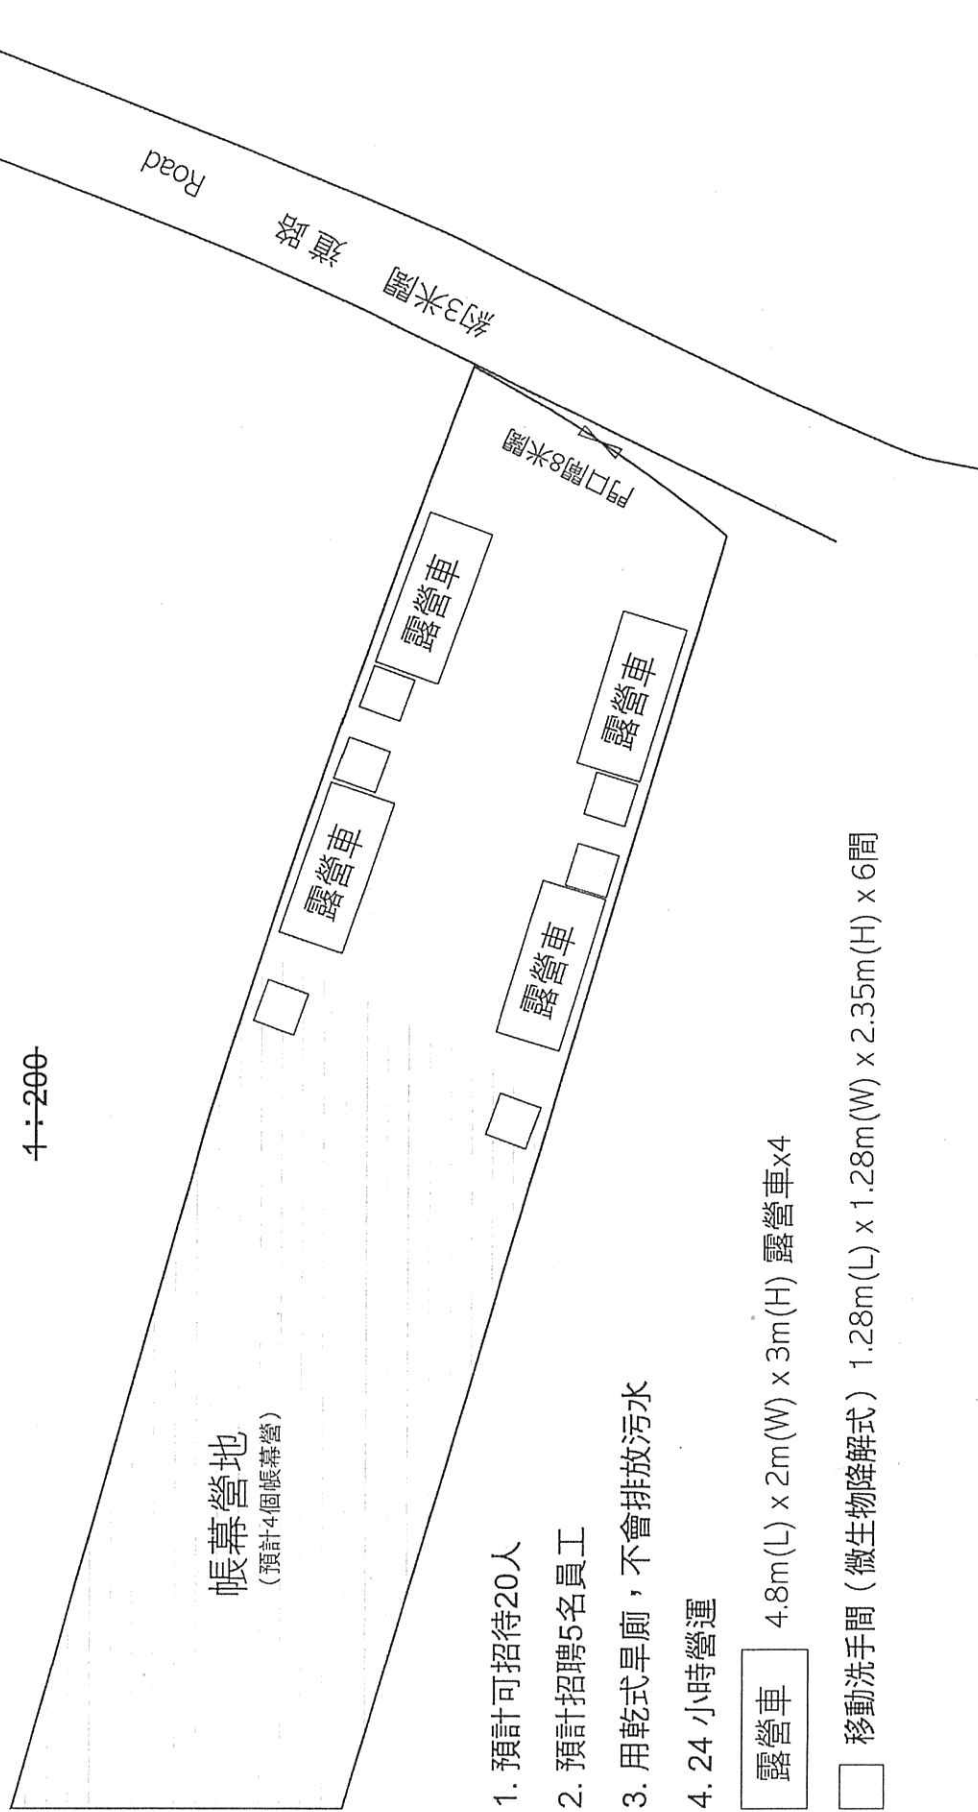 1:200
Road
約3米闊 道路
門口閘8米闊
露營車
露營車
露營車
露營車
帳幕營地
（預計4個帳幕營）
1. 預計可招待20人
2. 預計招聘5名員工
3. 用乾式旱廁，不會排放污水
4. 24 小時營運
露營車 4.8m(L) x 2m(W) x 3m(H) 露營車x4
移動洗手間（微生物降解式） 1.28m(L) x 1.28m(W) x 2.35m(H) x 6間